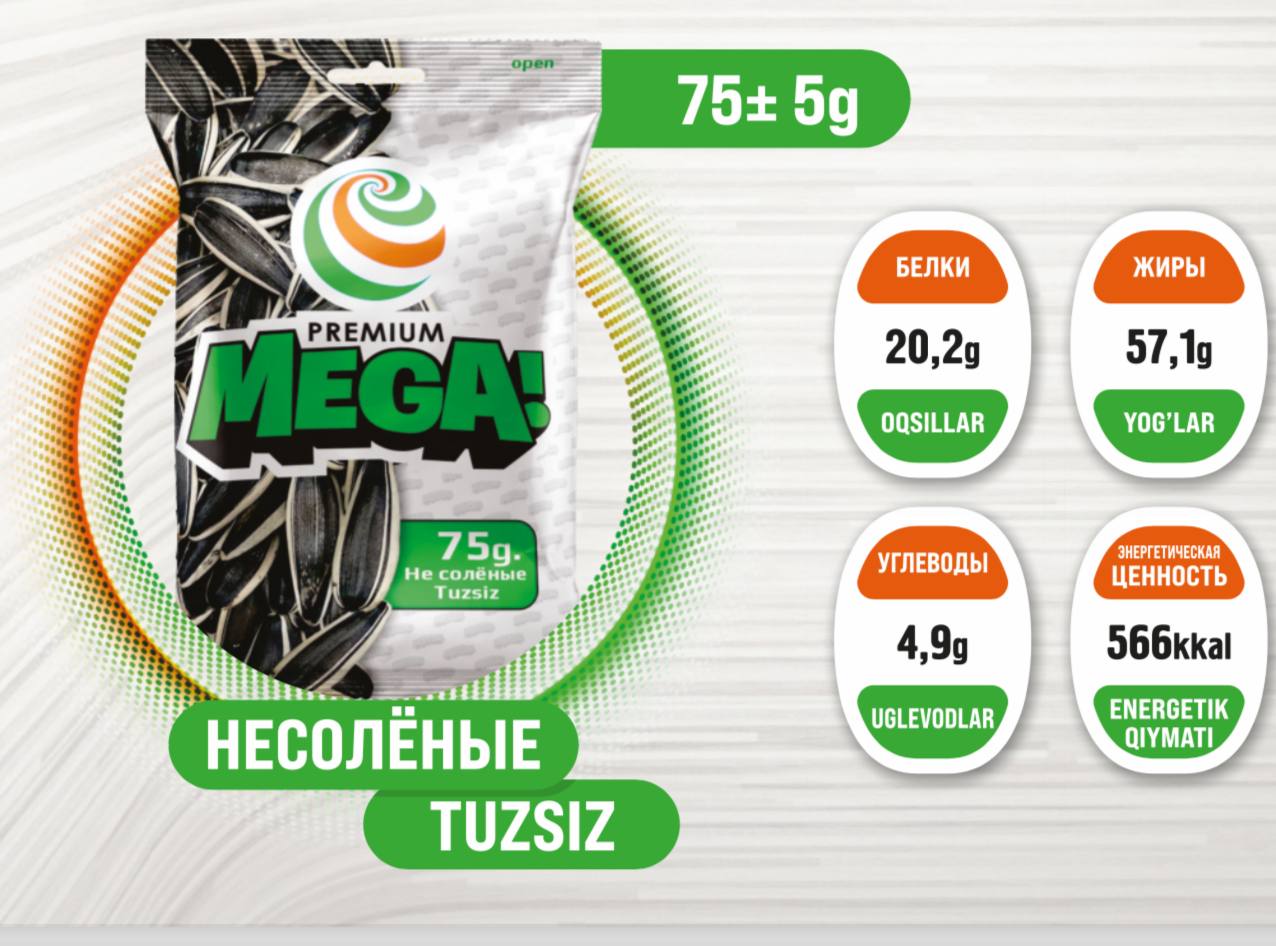 open
75± 5g
PREMIUM
MEGA!
75g.
Не солёные
Tuzsiz
НЕСОЛЁНЫЕ
TUZSIZ
БЕЛКИ
20,2g
OQSILLAR
ЖИРЫ
57,1g
YOG’LAR
УГЛЕВОДЫ
4,9g
UGLEVODLAR
ЭНЕРГЕТИЧЕСКАЯ
ЦЕННОСТЬ
566kkal
ENERGETIK
QIYMATI